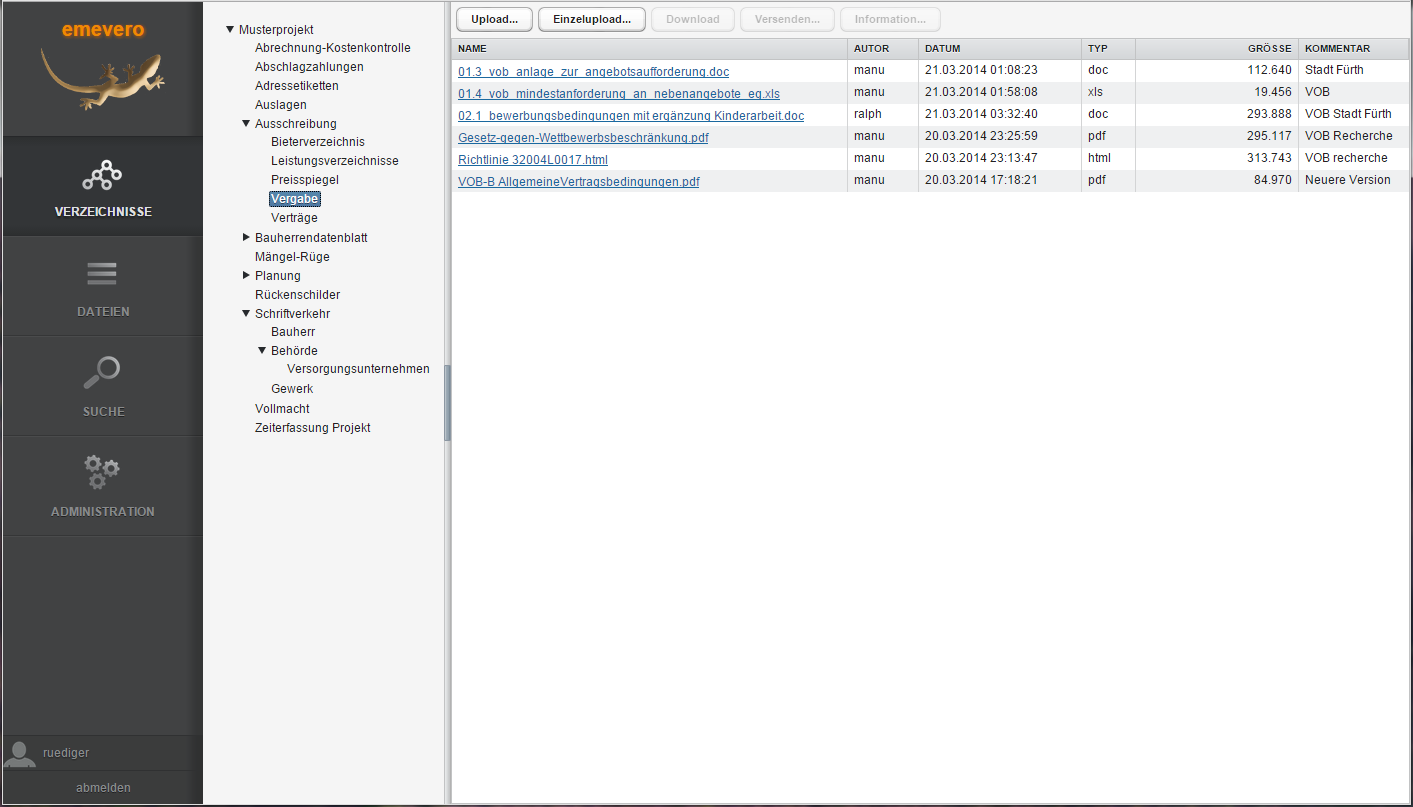 emevero
VERZEICHNISSE
DATEIEN
SUCHE
ADMINISTRATION
ruediger
abmelden
Musterprojekt
Abrechnung-Kostenkontrolle
Abschlagzahlungen
Adressetiketten
Auslagen
Ausschreibung
Bieterverzeichnis
Leistungsverzeichnisse
Preisspiegel
Vergabe
Verträge
Bauherrendatenblatt
Mängel-Rüge
Planung
Rückenschilder
Schriftverkehr
Bauherr
Behörde
Versorgungsunternehmen
Gewerk
Vollmacht
Zeiterfassung Projekt
Upload... Einzelupload... Download Versenden... Information...
NAME AUTOR DATUM TYP GRÖSSE KOMMENTAR
01.3_vob_anlage_zur_angebotsaufforderung.doc manu 21.03.2014 01:08:23 doc 112.640 Stadt Fürth
01.4_vob_mindestanforderung_an_nebenangebote_eg.xls manu 21.03.2014 01:58:08 xls 19.456 VOB
02.1_bewerbungsbedingungen mit ergänzung Kinderarbeit.doc ralph 21.03.2014 03:32:40 doc 293.888 VOB Stadt Fürth
Gesetz-gegen-Wettbewerbsbeschränkung.pdf manu 20.03.2014 23:25:59 pdf 295.117 VOB Recherche
Richtlinie 32004L0017.html manu 20.03.2014 23:13:47 html 313.743 VOB recherche
VOB-B AllgemeineVertragsbedingungen.pdf manu 20.03.2014 17:18:21 pdf 84.970 Neuere Version